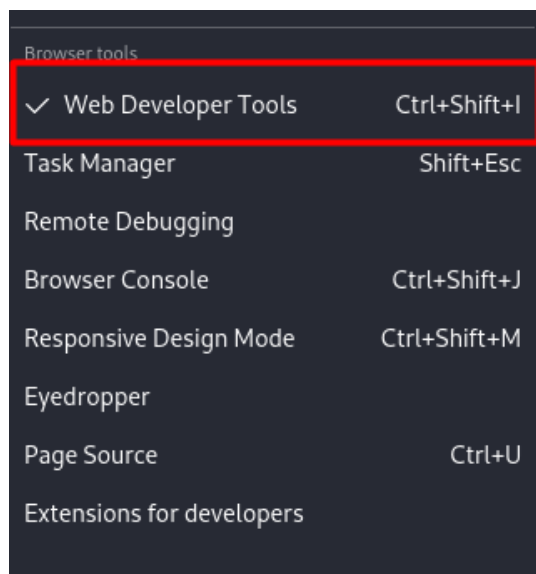 Browser tools
Web Developer Tools Ctrl+Shift+I
Task Manager Shift+Esc
Remote Debugging
Browser Console Ctrl+Shift+J
Responsive Design Mode Ctrl+Shift+M
Eyedropper
Page Source Ctrl+U
Extensions for developers